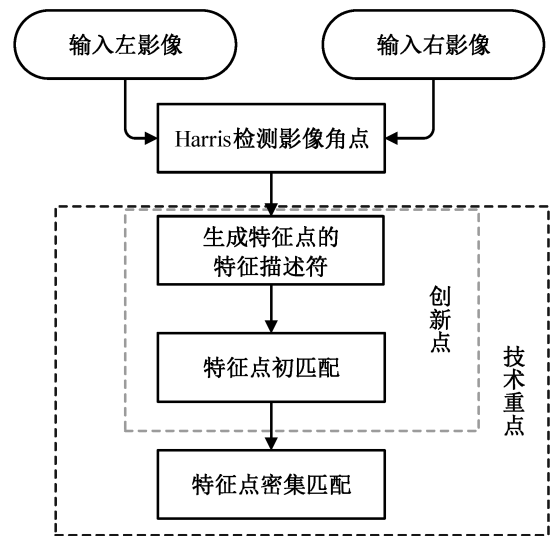 输入左影像
输入右影像
Harris检测影像角点
生成特征点的
特征描述符
创新点
特征点初匹配
技术重点
特征点密集匹配